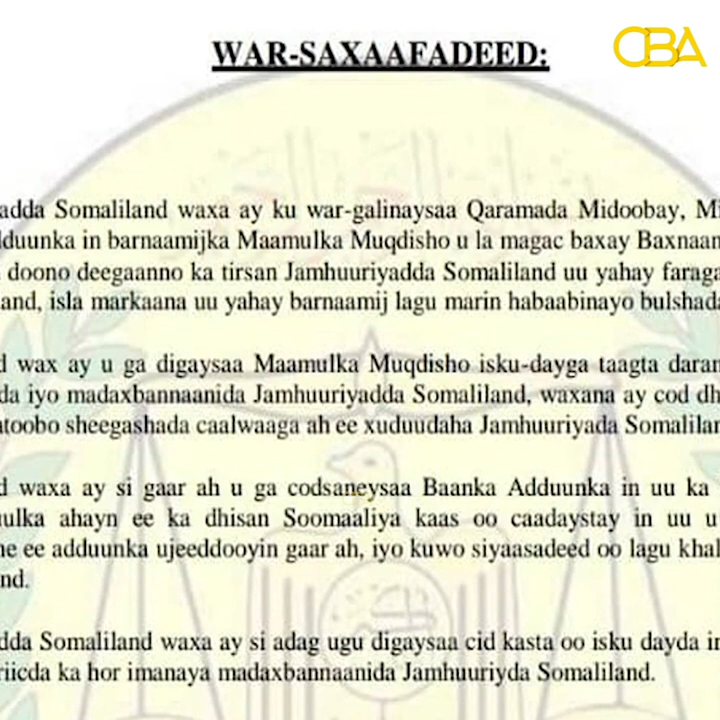 WAR-SAXAAFADEED:
CBA
adda Somaliland waxa ay ku war-galinaysaa Qaramada Midoobay, Mi
duunka in barnaamijka Maamulka Muqdisho u la magac baxay Baxnaan
doono deegaanno ka tirsan Jamhuuriyadda Somaliland uu yahay faraga
and, isla markaana uu yahay barnaamij lagu marin habaabinayo bulshada
d wax ay u ga digaysaa Maamulka Muqdisho isku-dayga taagta daran
da iyo madaxbannaanida Jamhuuriyadda Somaliland, waxana ay cod dh
atoobo sheegashada caalwaaga ah ee xuduudaha Jamhuuriyada Somalilan
d waxa ay si gaar ah u ga codsaneysaa Baanka Adduunka in uu ka
ulka ahayn ee ka dhisan Soomaaliya kaas oo caadaystay in uu u
ne ee adduunka ujeeddooyin gaar ah, iyo kuwo siyaasadeed oo lagu khal
nd.
dda Somaliland waxa ay si adag ugu digaysaa cid kasta oo isku dayda in
riicda ka hor imanaya madaxbannaanida Jamhuuriyda Somaliland.